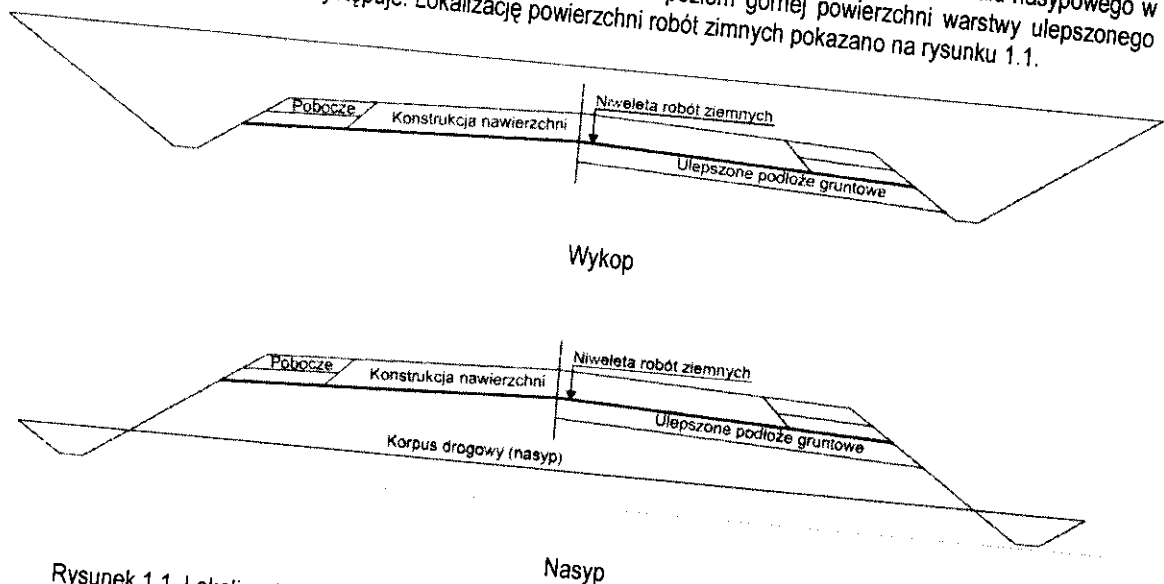 nasypowego w
poziom górnej powierzchni warstwy ulepszonego
Lokalizację powierzchni robót zimnych pokazano na rysunku 1.1.
Pobocze
Konstrukcja nawierzchni
Niweleta robót ziemnych
Ulepszone podłoże gruntowe
Wykop
Pobocze
Konstrukcja nawierzchni
Niweleta robót ziemnych
Ulepszone podłoże gruntowe
Korpus drogowy (nasyp)
Nasyp
Rysunek 1.1.